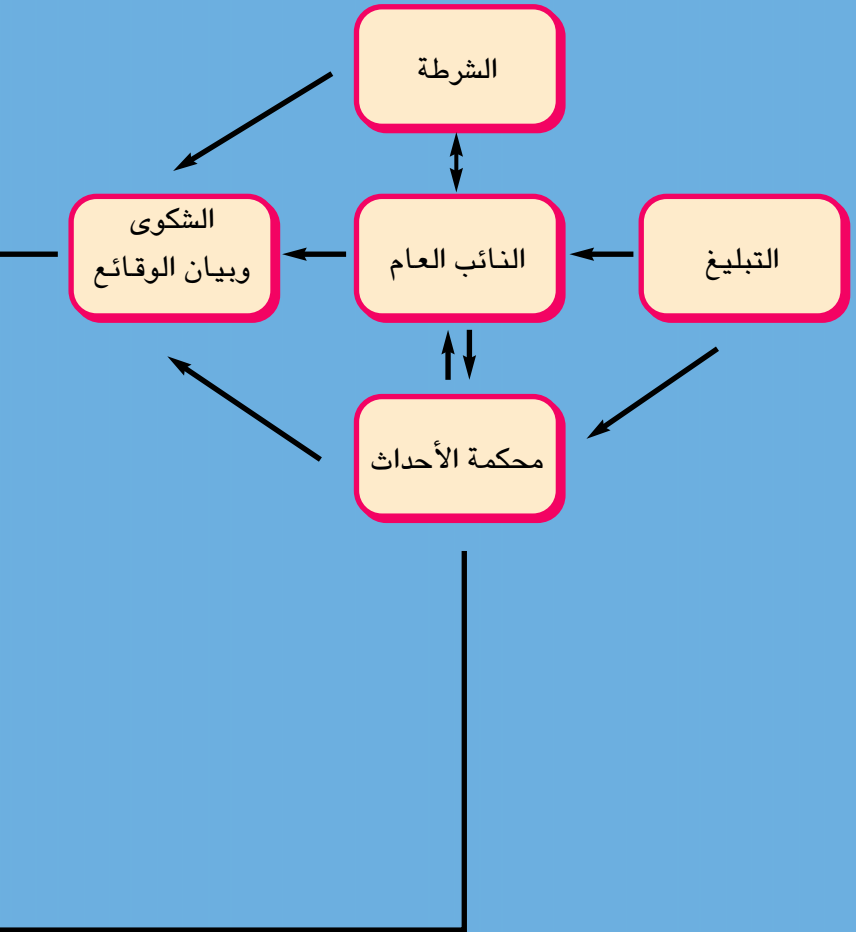 الشرطة
التبليغ
النائب العام
الشكوى
وبيان الوقائع
محكمة الأحداث